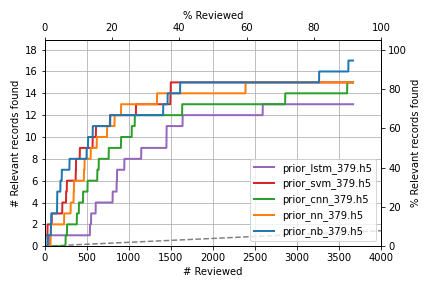 % Reviewed
0 20 40 60 80 100
18 100
16
14 80
12
10 60
8
6 40
4 20
2
0 0
# Relevant records found
% Relevant records found
prior_lstm_379.h5
prior_svm_379.h5
prior_cnn_379.h5
prior_nn_379.h5
prior_nb_379.h5
0 500 1000 1500 2000 2500 3000 3500 4000
# Reviewed